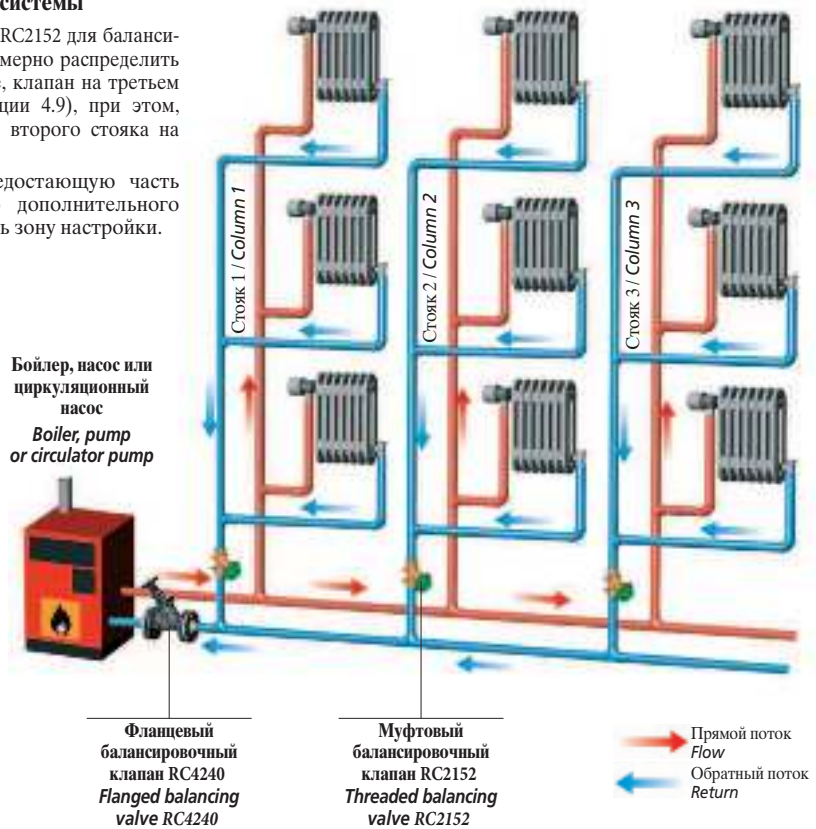 системы
RC2152 для баланси-
мерно распределить
, клапан на третьем
ции 4.9), при этом,
второго стояка на
едостающую часть
дополнительного
ь зону настройки.
Стояк 1 / Column 1
Стояк 2 / Column 2
Стояк 3 / Column 3
Бойлер, насос или
циркуляционный
насос
Boiler, pump
or circulator pump
Фланцевый
балансировочный
клапан RC4240
Flanged balancing
valve RC4240
Муфтовый
балансировочный
клапан RC2152
Threaded balancing
valve RC2152
Прямой поток
Flow
Обратный поток
Return